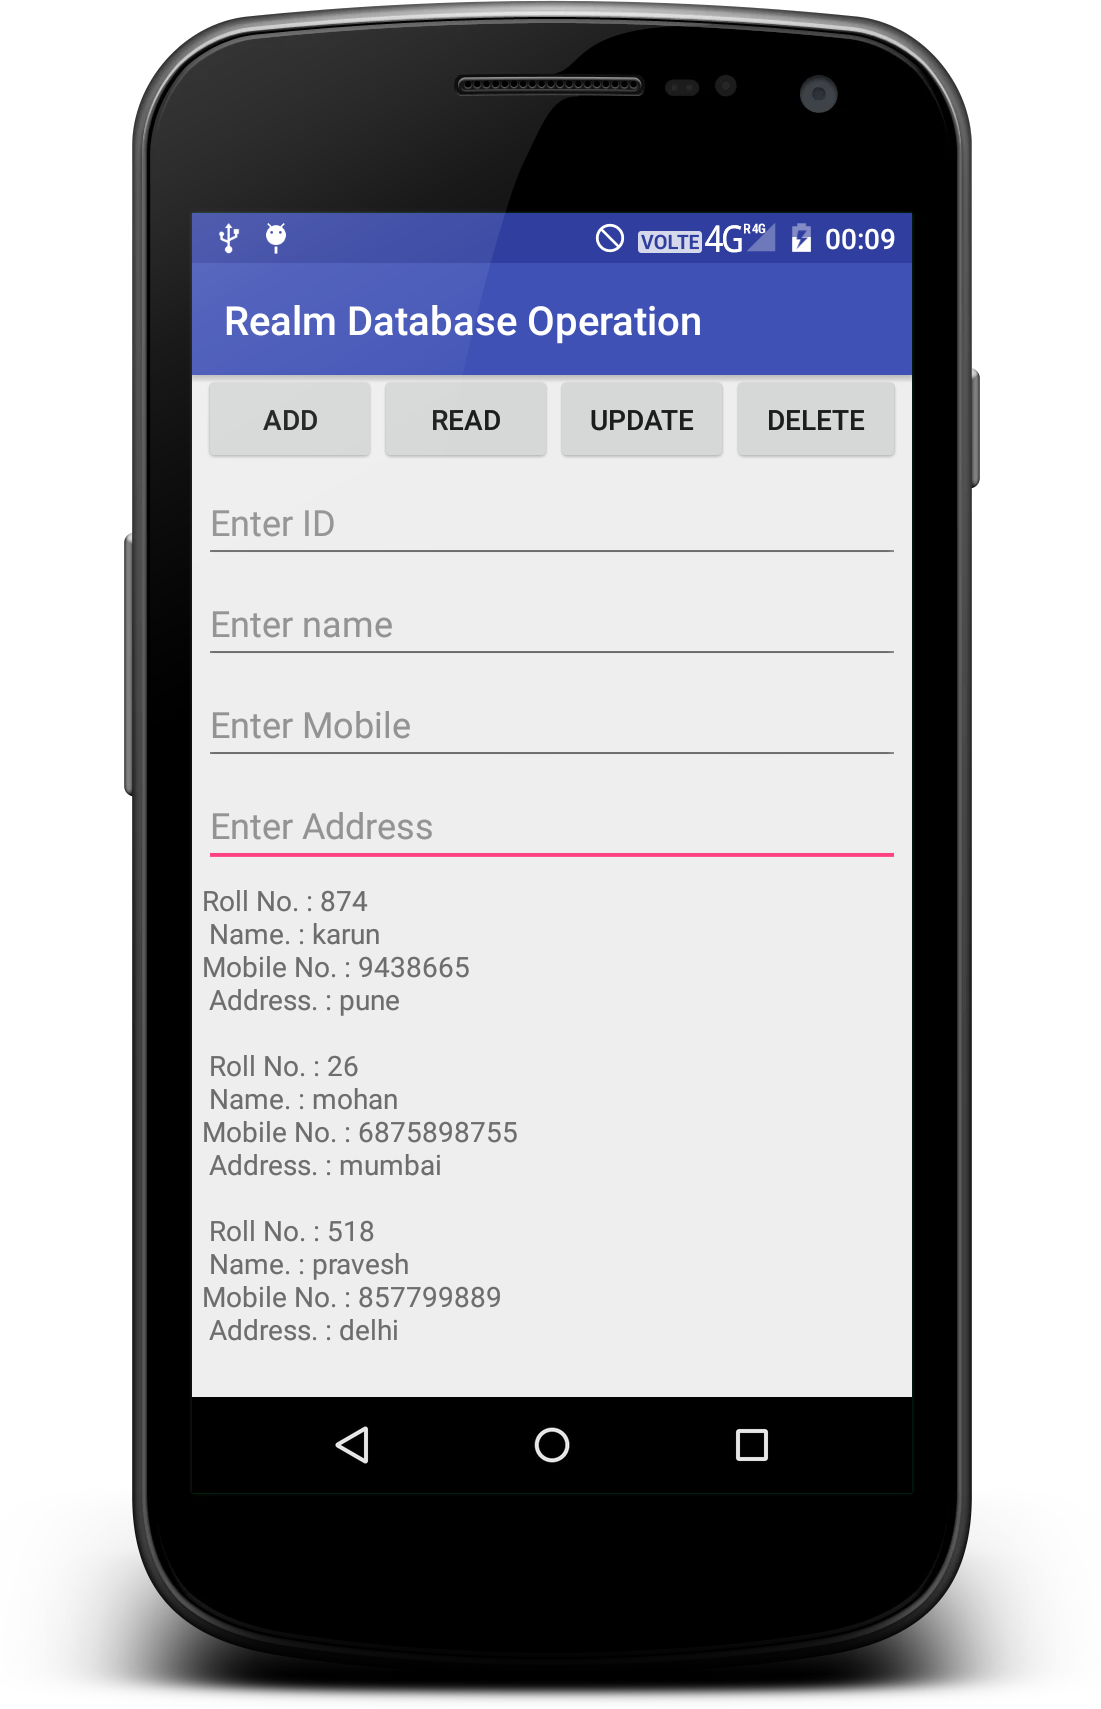 VOLTE 4G R4G 00:09
Realm Database Operation
ADD READ UPDATE DELETE
Enter ID
Enter name
Enter Mobile
Enter Address
Roll No. : 874
Name. : karun
Mobile No. : 9438665
Address. : pune
Roll No. : 26
Name. : mohan
Mobile No. : 6875898755
Address. : mumbai
Roll No. : 518
Name. : pravesh
Mobile No. : 857799889
Address. : delhi